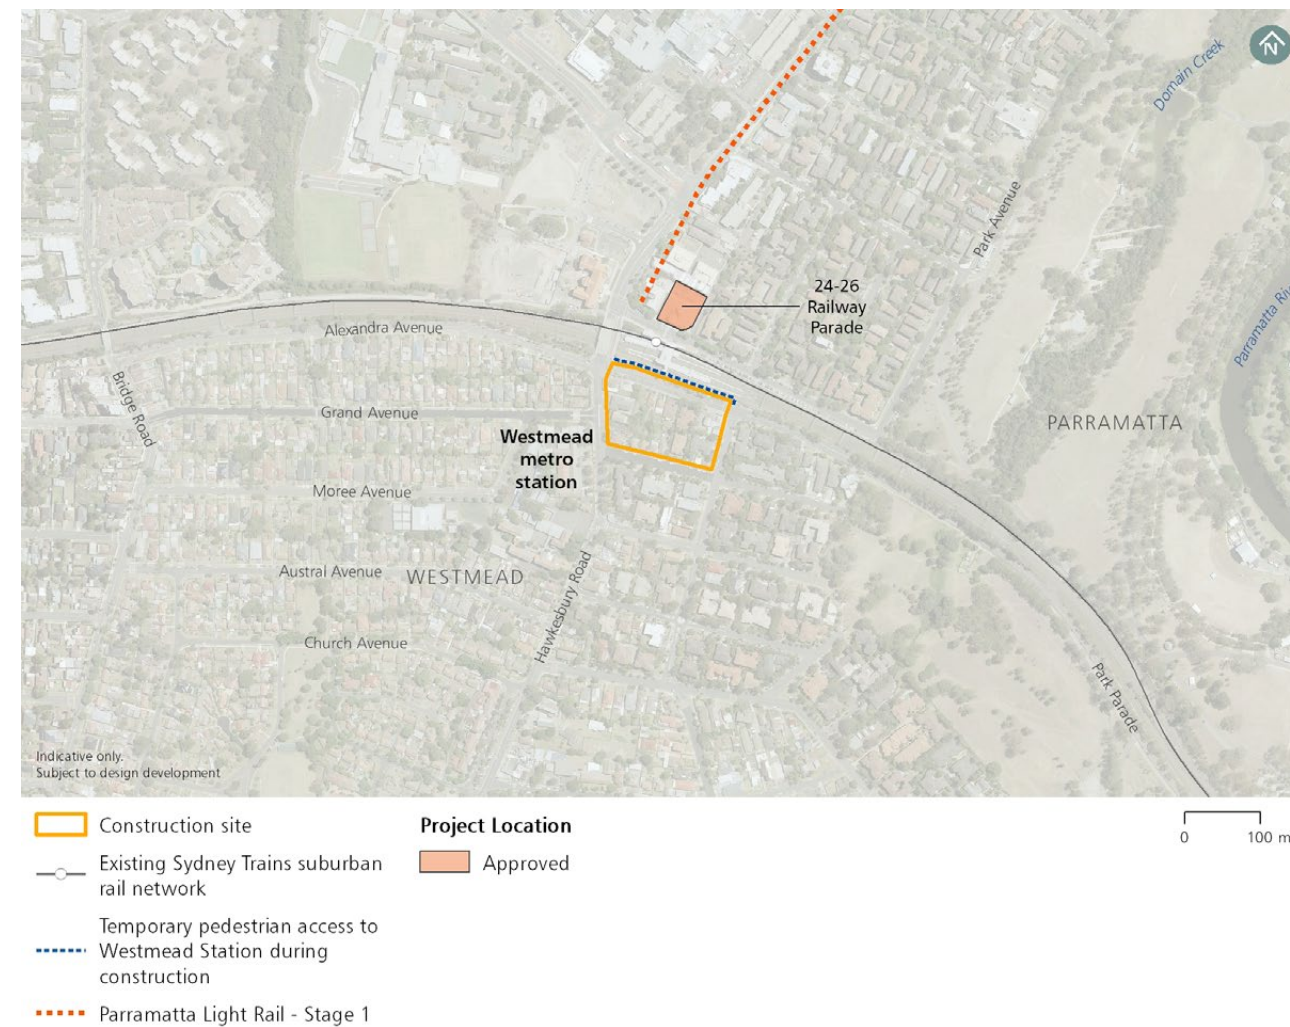 N
Domain Creek
Park Avenue
24-26
Railway
Parade
Parramatta Riv
Alexandra Avenue
Bridge Road
Grand Avenue
PARRAMATTA
Westmead
metro
station
Moree Avenue
Austral Avenue
WESTMEAD
Hawkesbury Road
Church Avenue
Park Parade
Indicative only.
Subject to design development
Construction site
Existing Sydney Trains suburban
rail network
Temporary pedestrian access to
Westmead Station during
construction
Parramatta Light Rail - Stage 1
Project Location
Approved
0 100 m